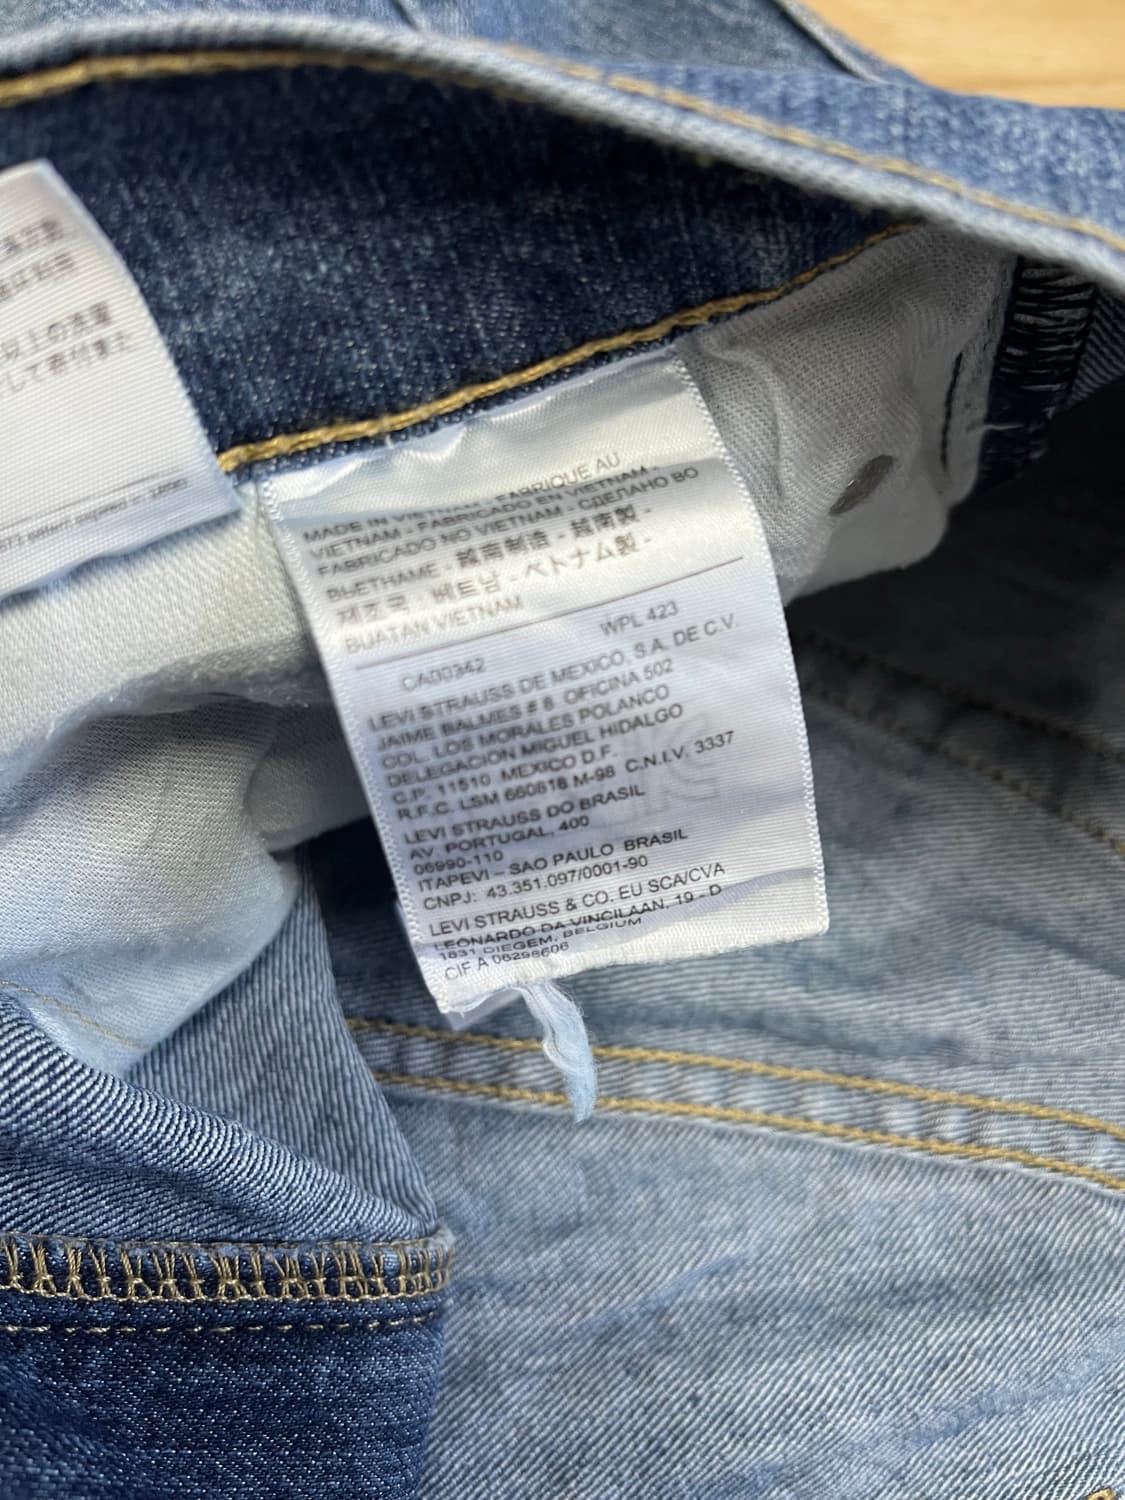 MADE IN VIETNAM - FABRIQUE AU
VIETNAM - FABRICADO EN VIETNAM -
FABRICADO NO VIETNAM - СДЕЛАНО ВО
ВЬЕТНАМЕ - 越南制造 - 越南製 -
제조국 - 베트남 - ベトナム製 -
BUATAN VIETNAM
CA00342 WPL 423
LEVI STRAUSS DE MEXICO, S.A. DE C.V.
JAIME BALMES # 8 OFICINA 502
COL. LOS MORALES POLANCO
DELEGACION MIGUEL HIDALGO
C.P. 11510 MEXICO D.F.
R.F.C. LSM 660818 M-98 C.N.I.V. 3337
LEVI STRAUSS DO BRASIL
AV. PORTUGAL, 400
06990-110
ITAPEVI – SAO PAULO BRASIL
CNPJ: 43.351.097/0001-90
LEVI STRAUSS & CO. EU SCA/CVA
LEONARDO DA VINCILAAN, 19 - D
1831 DIEGEM, BELGIUM
CIF A 08298606